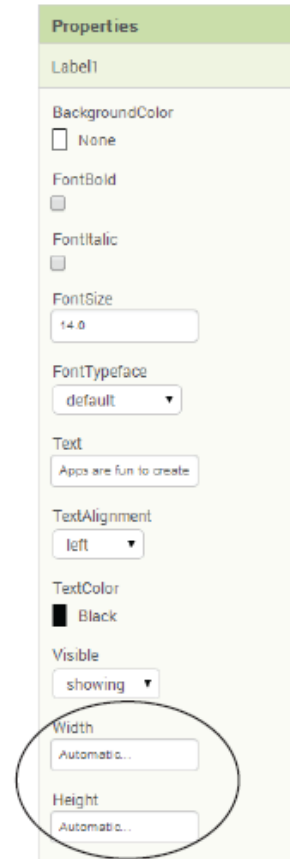 Properties
Label1
BackgroundColor
None
FontBold
FontItalic
FontSize
14.0
FontTypeface
default
Text
Apps are fun to create
TextAlignment
left
TextColor
Black
Visible
showing
Width
Automatic...
Height
Automatic...